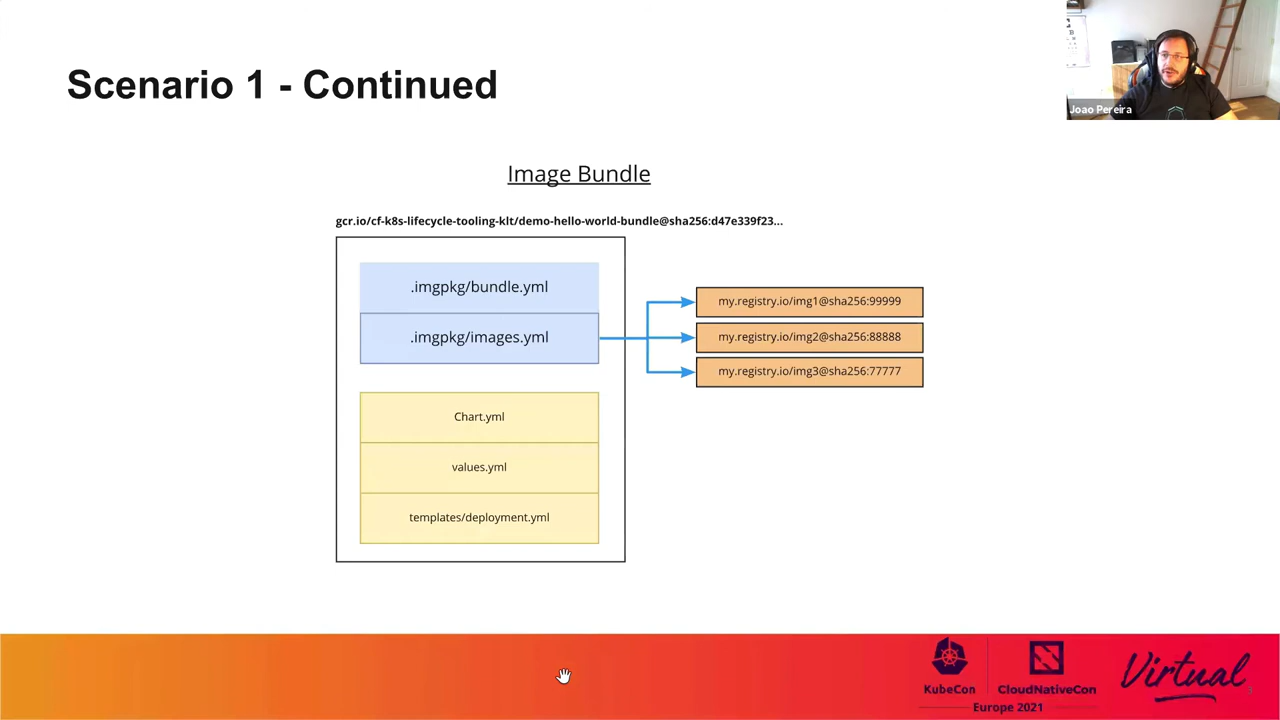 Scenario 1 - Continued
Joao Pereira
Image Bundle
gcr.io/cf-k8s-lifecycle-tooling-klt/demo-hello-world-bundle@sha256:d47e339f23...
.imgpkg/bundle.yml
.imgpkg/images.yml
my.registry.io/img1@sha256:99999
my.registry.io/img2@sha256:88888
my.registry.io/img3@sha256:77777
Chart.yml
values.yml
templates/deployment.yml
KubeCon
CloudNativeCon
Europe 2021
Virtual